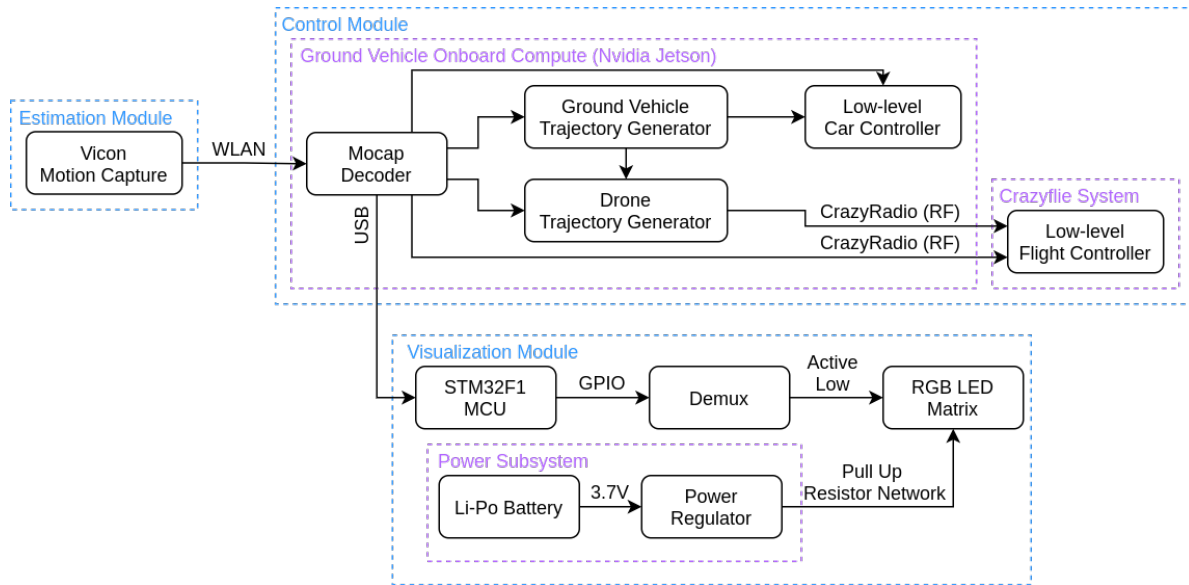 Control Module
Ground Vehicle Onboard Compute (Nvidia Jetson)
Estimation Module
Vicon
Motion Capture
WLAN
Mocap
Decoder
Ground Vehicle
Trajectory Generator
Low-level
Car Controller
Drone
Trajectory Generator
CrazyRadio (RF)
CrazyRadio (RF)
Crazyflie System
Low-level
Flight Controller
USB
Visualization Module
STM32F1
MCU
GPIO
Demux
Active
Low
RGB LED
Matrix
Power Subsystem
Li-Po Battery
3.7V
Power
Regulator
Pull Up
Resistor Network